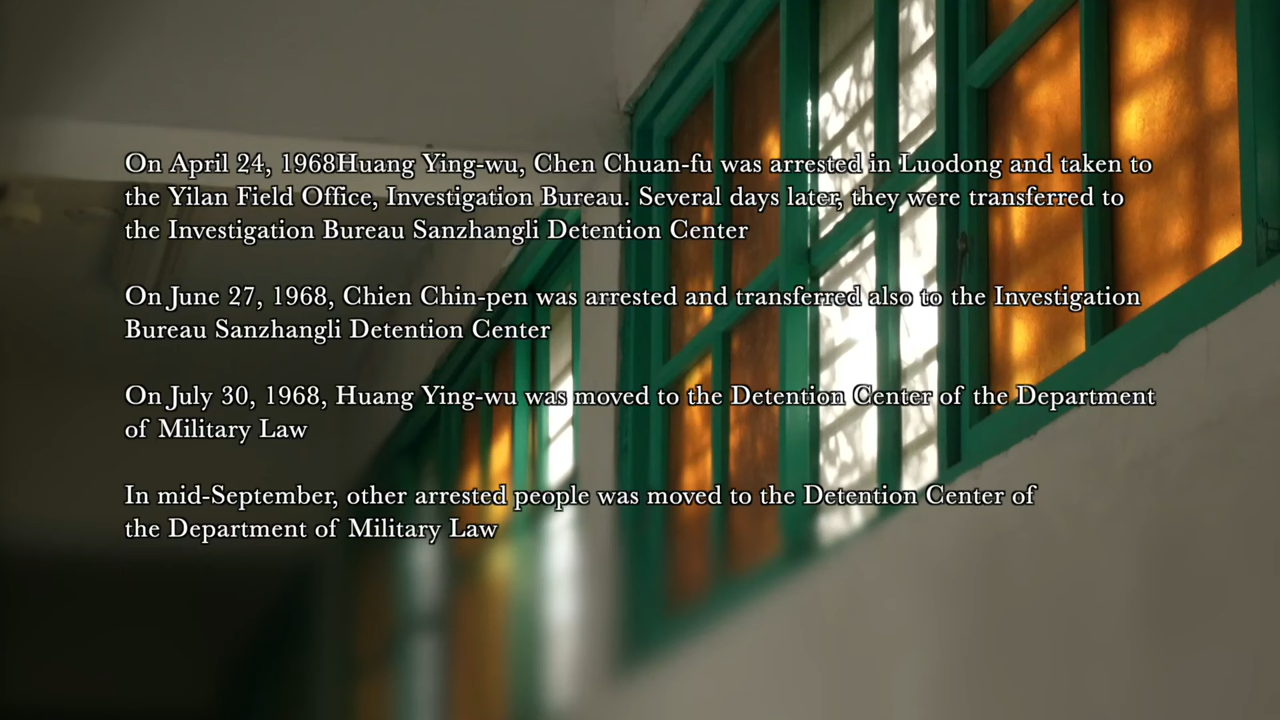 On April 24, 1968Huang Ying-wu, Chen Chuan-fu was arrested in Luodong and taken to
the Yilan Field Office, Investigation Bureau. Several days later, they were transferred to
the Investigation Bureau Sanzhangli Detention Center
On June 27, 1968, Chien Chin-pen was arrested and transferred also to the Investigation
Bureau Sanzhangli Detention Center
On July 30, 1968, Huang Ying-wu was moved to the Detention Center of the Department
of Military Law
In mid-September, other arrested people was moved to the Detention Center of
the Department of Military Law